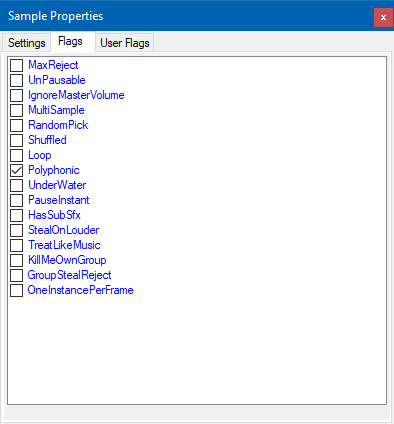 Sample Properties
x
Settings Flags User Flags
MaxReject
UnPausable
IgnoreMasterVolume
MultiSample
RandomPick
Shuffled
Loop
Polyphonic
UnderWater
PauseInstant
HasSubSfx
StealOnLouder
TreatLikeMusic
KillMeOwnGroup
GroupStealReject
OneInstancePerFrame